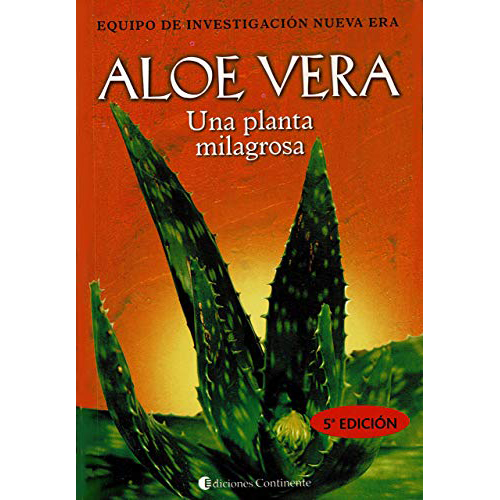 EQUIPO DE INVESTIGACIÓN NUEVA ERA
ALOE VERA
Una planta
milagrosa
5ª EDICIÓN
Ediciones Continente